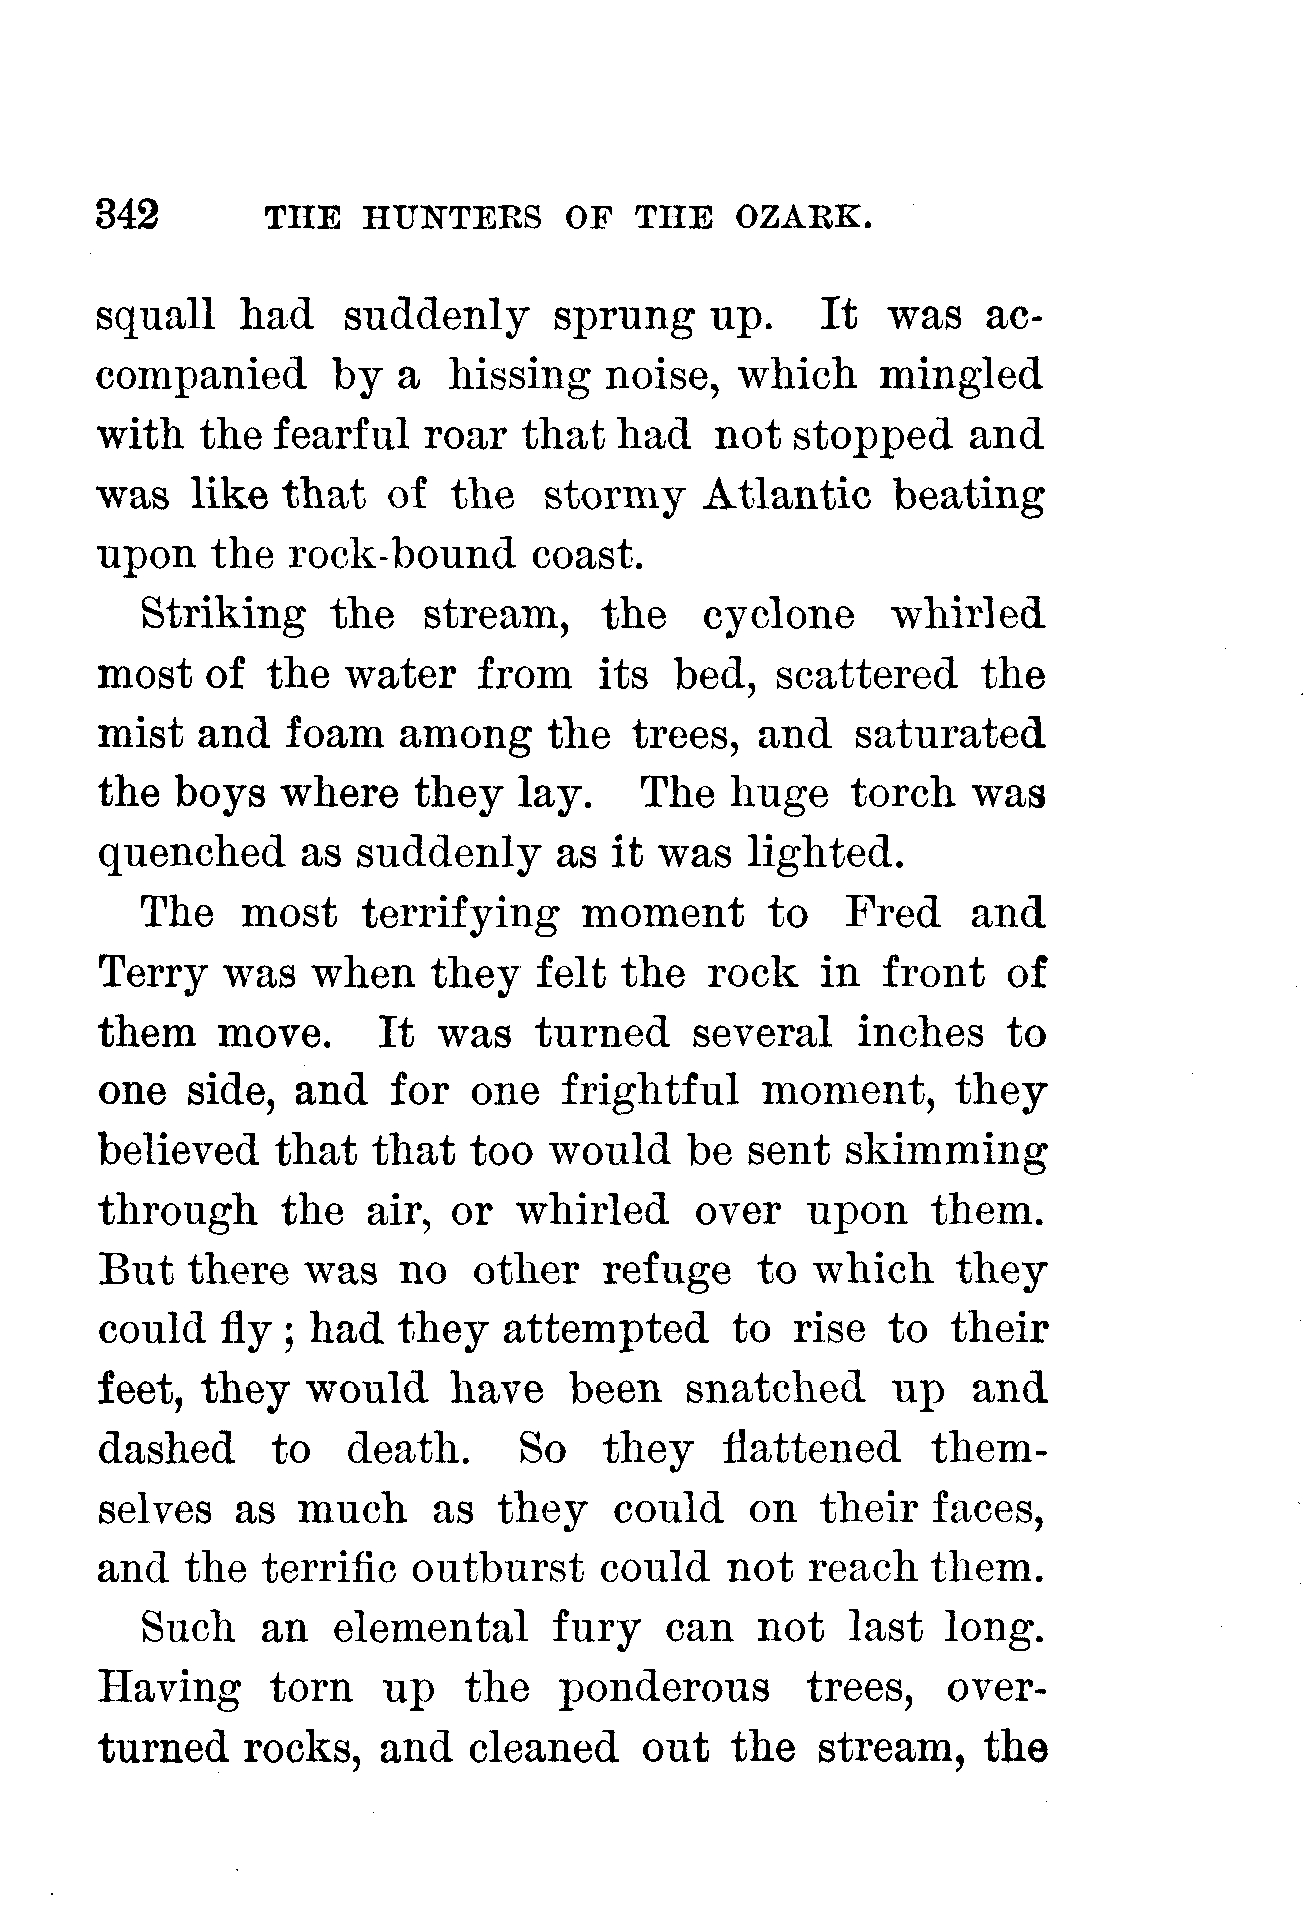 342 THE HUNTERS OF THE OZARK.
squall had suddenly sprung up. It was ac-
companied by a hissing noise, which mingled
with the fearful roar that had not stopped and
was like that of the stormy Atlantic beating
upon the rock-bound coast.
Striking the stream, the cyclone whirled
most of the water from its bed, scattered the
mist and foam among the trees, and saturated
the boys where they lay. The huge torch was
quenched as suddenly as it was lighted.
The most terrifying moment to Fred and
Terry was when they felt the rock in front of
them move. It was turned several inches to
one side, and for one frightful moment, they
believed that that too would be sent skimming
through the air, or whirled over upon them.
But there was no other refuge to which they
could fly; had they attempted to rise to their
feet, they would have been snatched up and
dashed to death. So they flattened them-
selves as much as they could on their faces,
and the terrific outburst could not reach them.
Such an elemental fury can not last long.
Having torn up the ponderous trees, over-
turned rocks, and cleaned out the stream, the